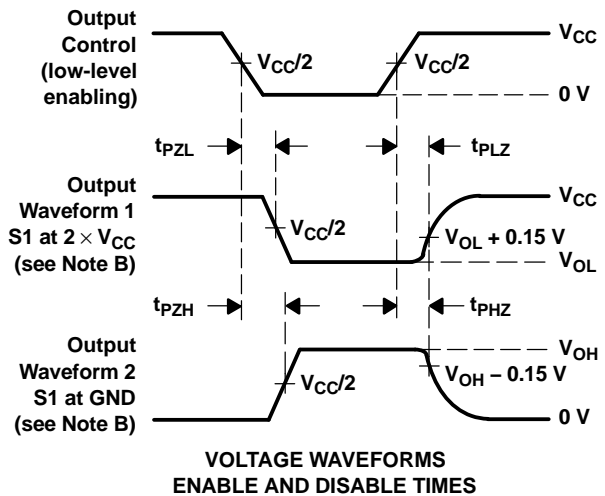 Output
Control
(low-level
enabling)
VCC/2
VCC/2
VCC
0 V
tPZL
tPLZ
Output
Waveform 1
S1 at 2 × VCC
(see Note B)
VCC/2
VCC
VOL + 0.15 V
VOL
tPZH
tPHZ
Output
Waveform 2
S1 at GND
(see Note B)
VCC/2
VOH
VOH − 0.15 V
0 V
VOLTAGE WAVEFORMS
ENABLE AND DISABLE TIMES